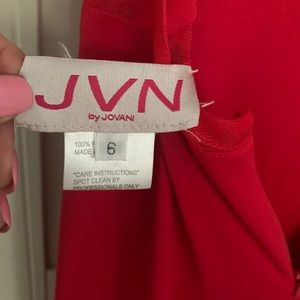 JVN
by JOVANI
100%
MADE
6
*CARE INSTRUCTIONS*
SPOT CLEAN BY
PROFESSIONALS ONLY